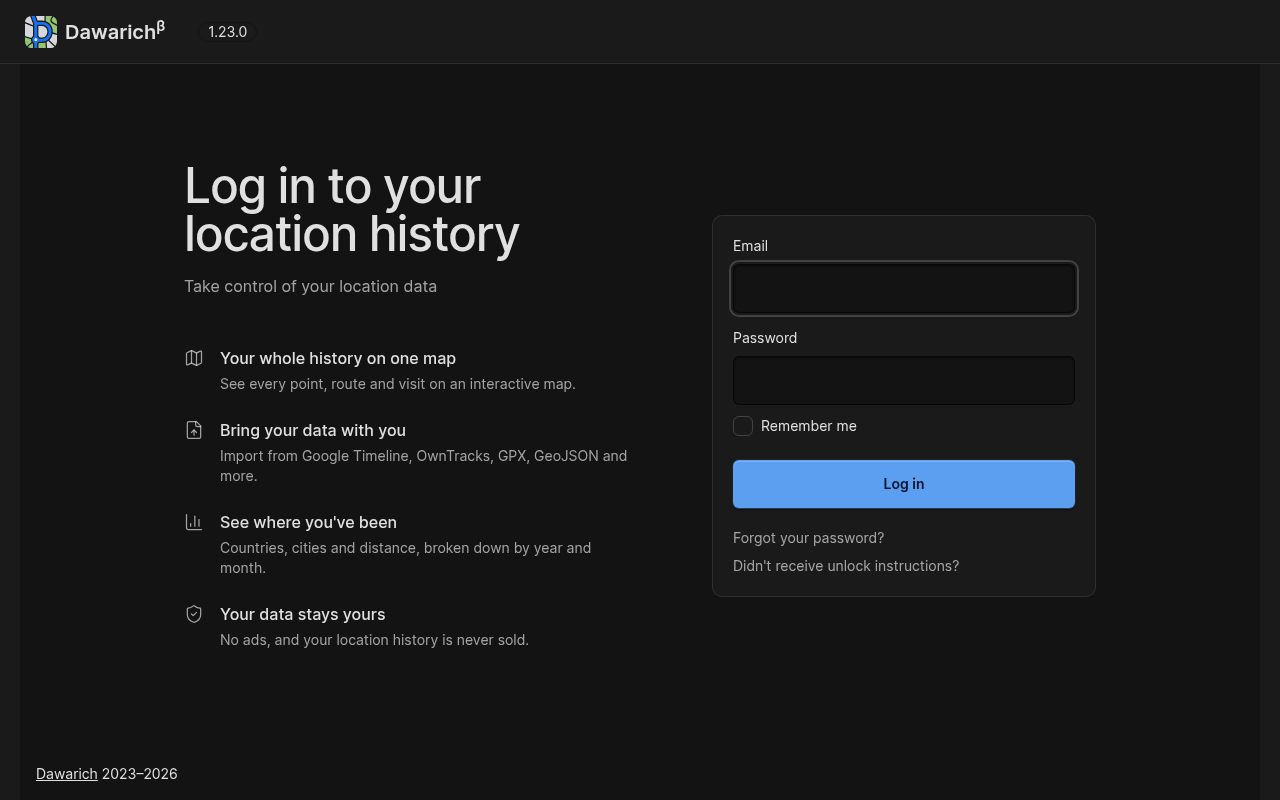 Dawarichβ 1.23.0
Log in to your
location history
Take control of your location data
Your whole history on one map
See every point, route and visit on an interactive map.
Bring your data with you
Import from Google Timeline, OwnTracks, GPX, GeoJSON and
more.
See where you've been
Countries, cities and distance, broken down by year and
month.
Your data stays yours
No ads, and your location history is never sold.
Email
Password
Remember me
Log in
Forgot your password?
Didn't receive unlock instructions?
Dawarich 2023–2026